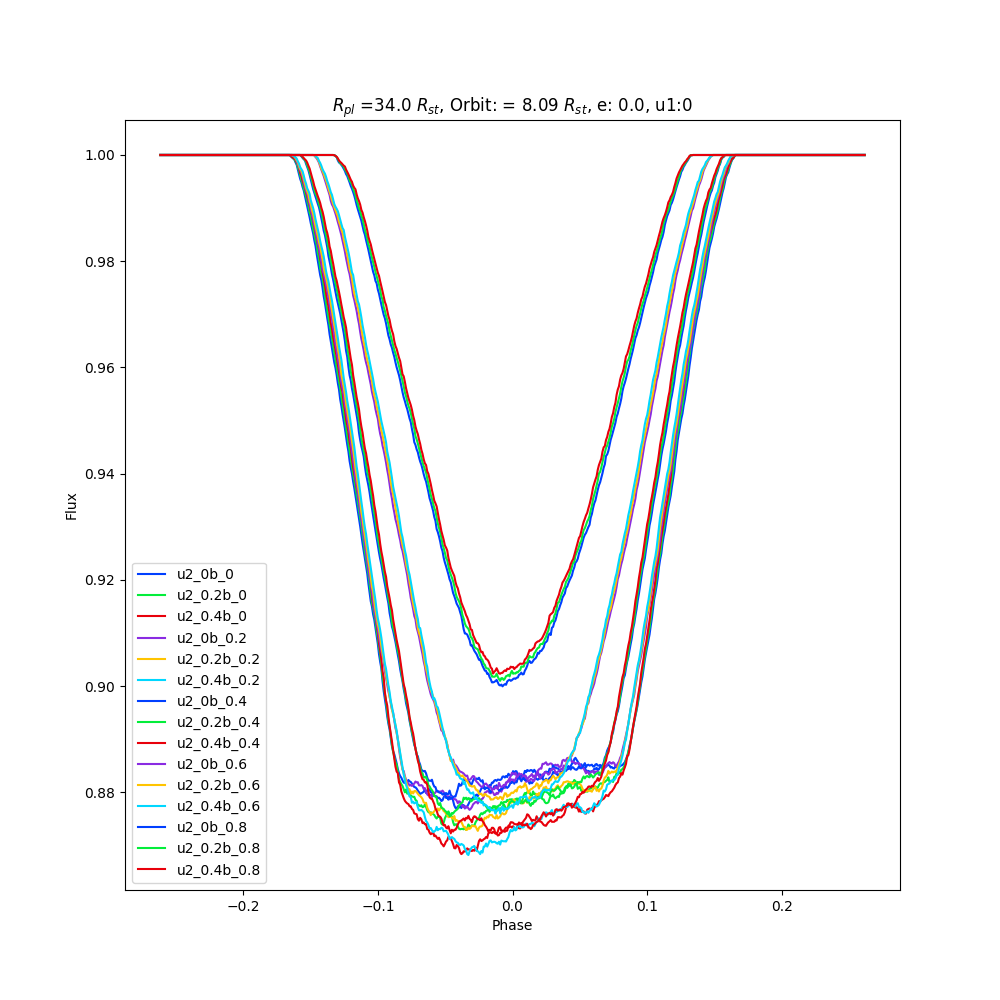 R_pl =34.0 R_st, Orbit: = 8.09 R_st, e: 0.0, u1:0
1.00
0.98
0.96
0.94
0.92
0.90
0.88
Flux
u2_0b_0
u2_0.2b_0
u2_0.4b_0
u2_0b_0.2
u2_0.2b_0.2
u2_0.4b_0.2
u2_0b_0.4
u2_0.2b_0.4
u2_0.4b_0.4
u2_0b_0.6
u2_0.2b_0.6
u2_0.4b_0.6
u2_0b_0.8
u2_0.2b_0.8
u2_0.4b_0.8
−0.2 −0.1 0.0 0.1 0.2
Phase